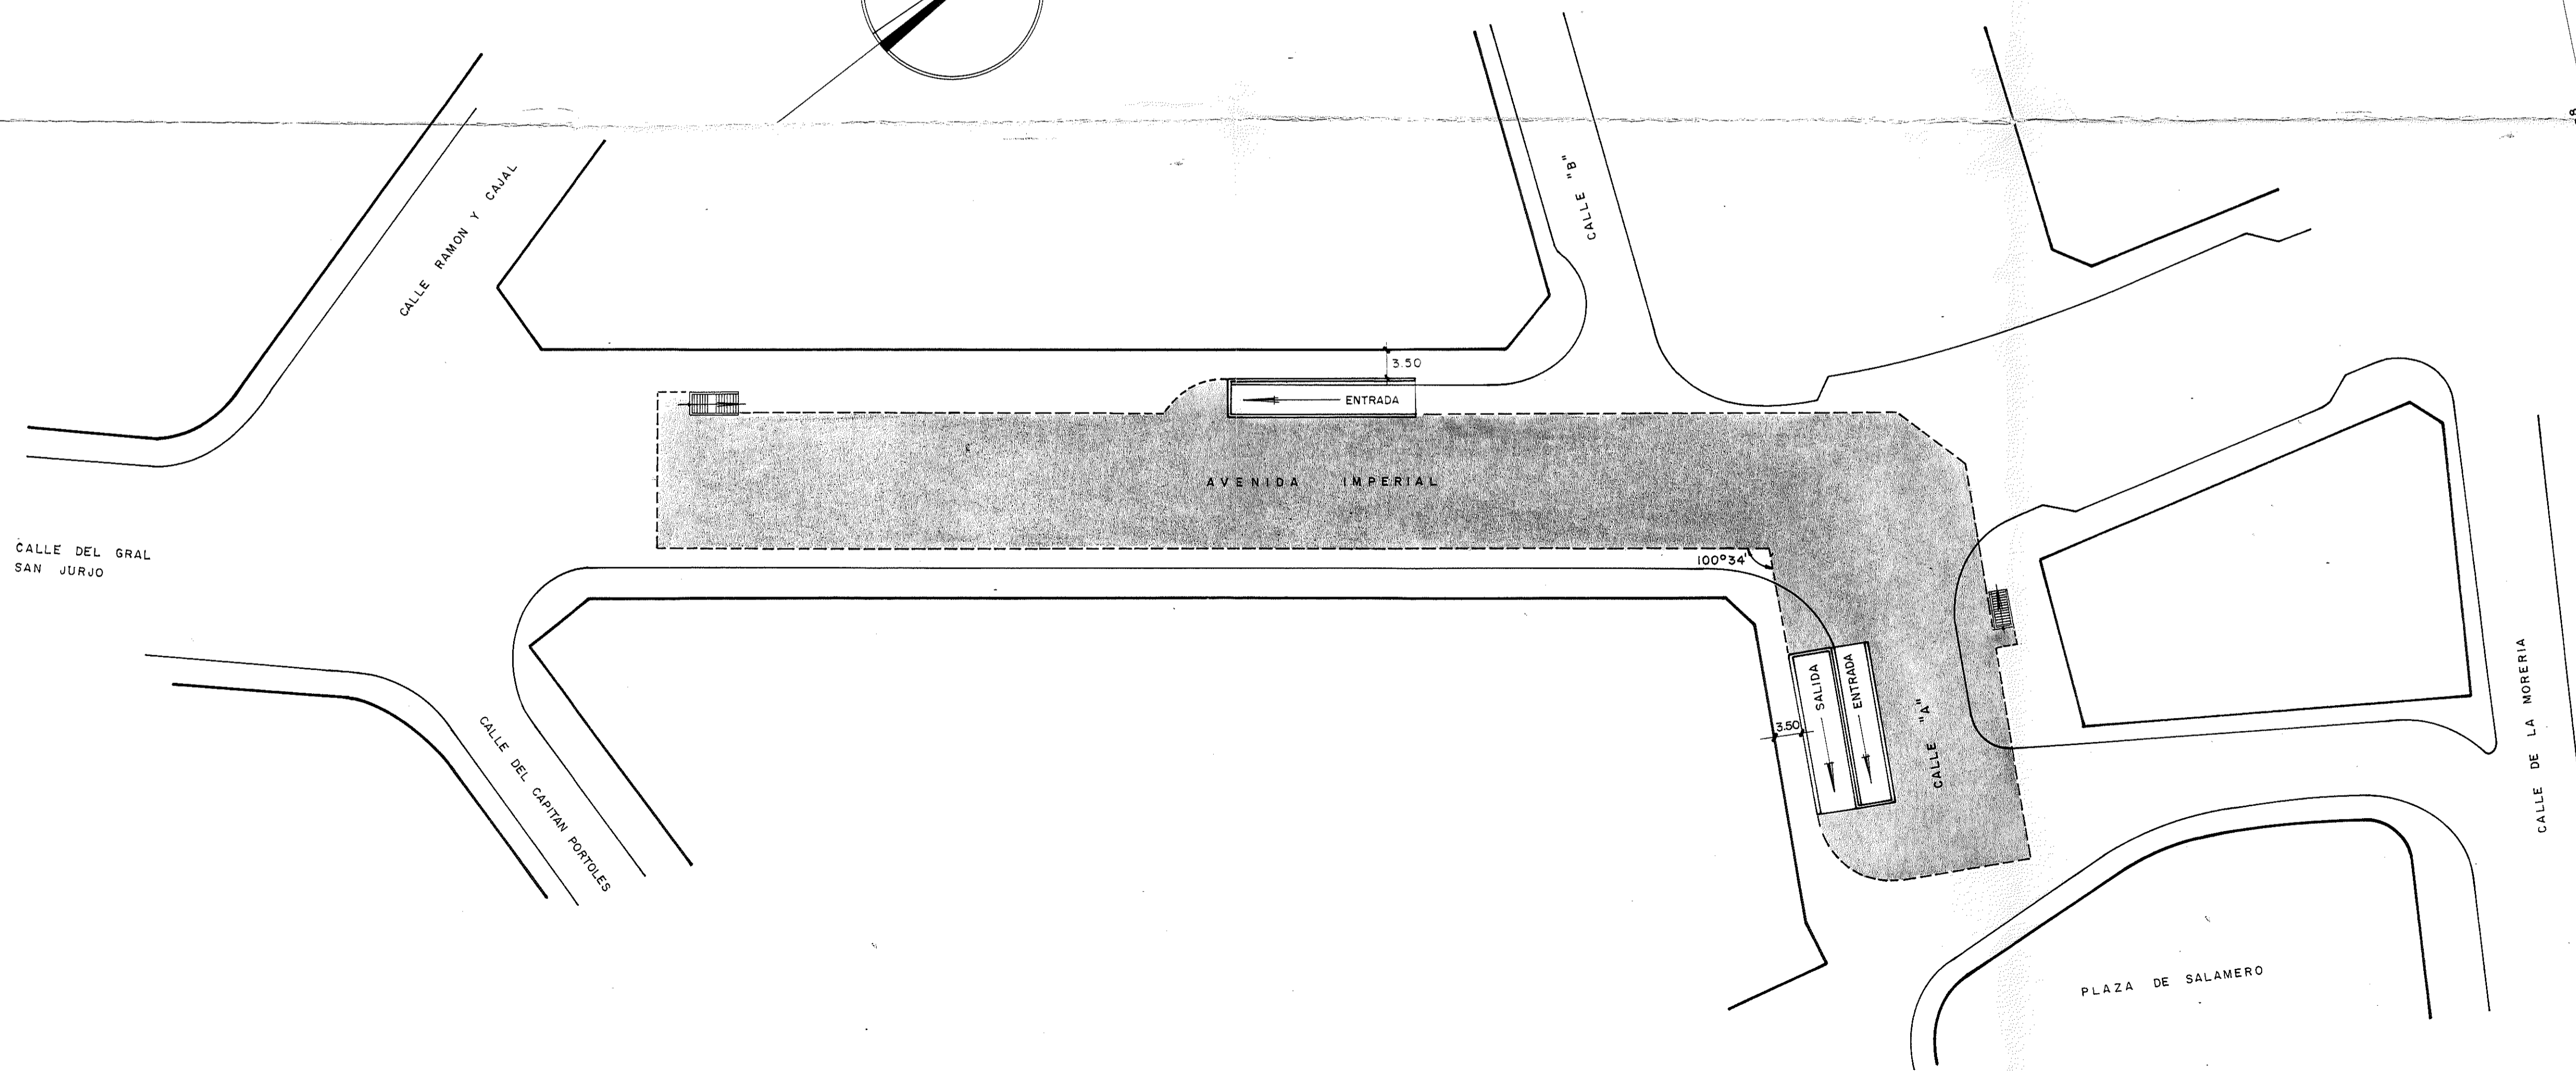 CALLE RAMON Y CAJAL
CALLE "B"
3.50
ENTRADA
AVENIDA IMPERIAL
CALLE DEL GRAL
SAN JURJO
100°34'
SALIDA
ENTRADA
3.50
CALLE "A"
CALLE DE LA MORERIA
CALLE DEL CAPITAN PORTOLES
PLAZA DE SALAMERO